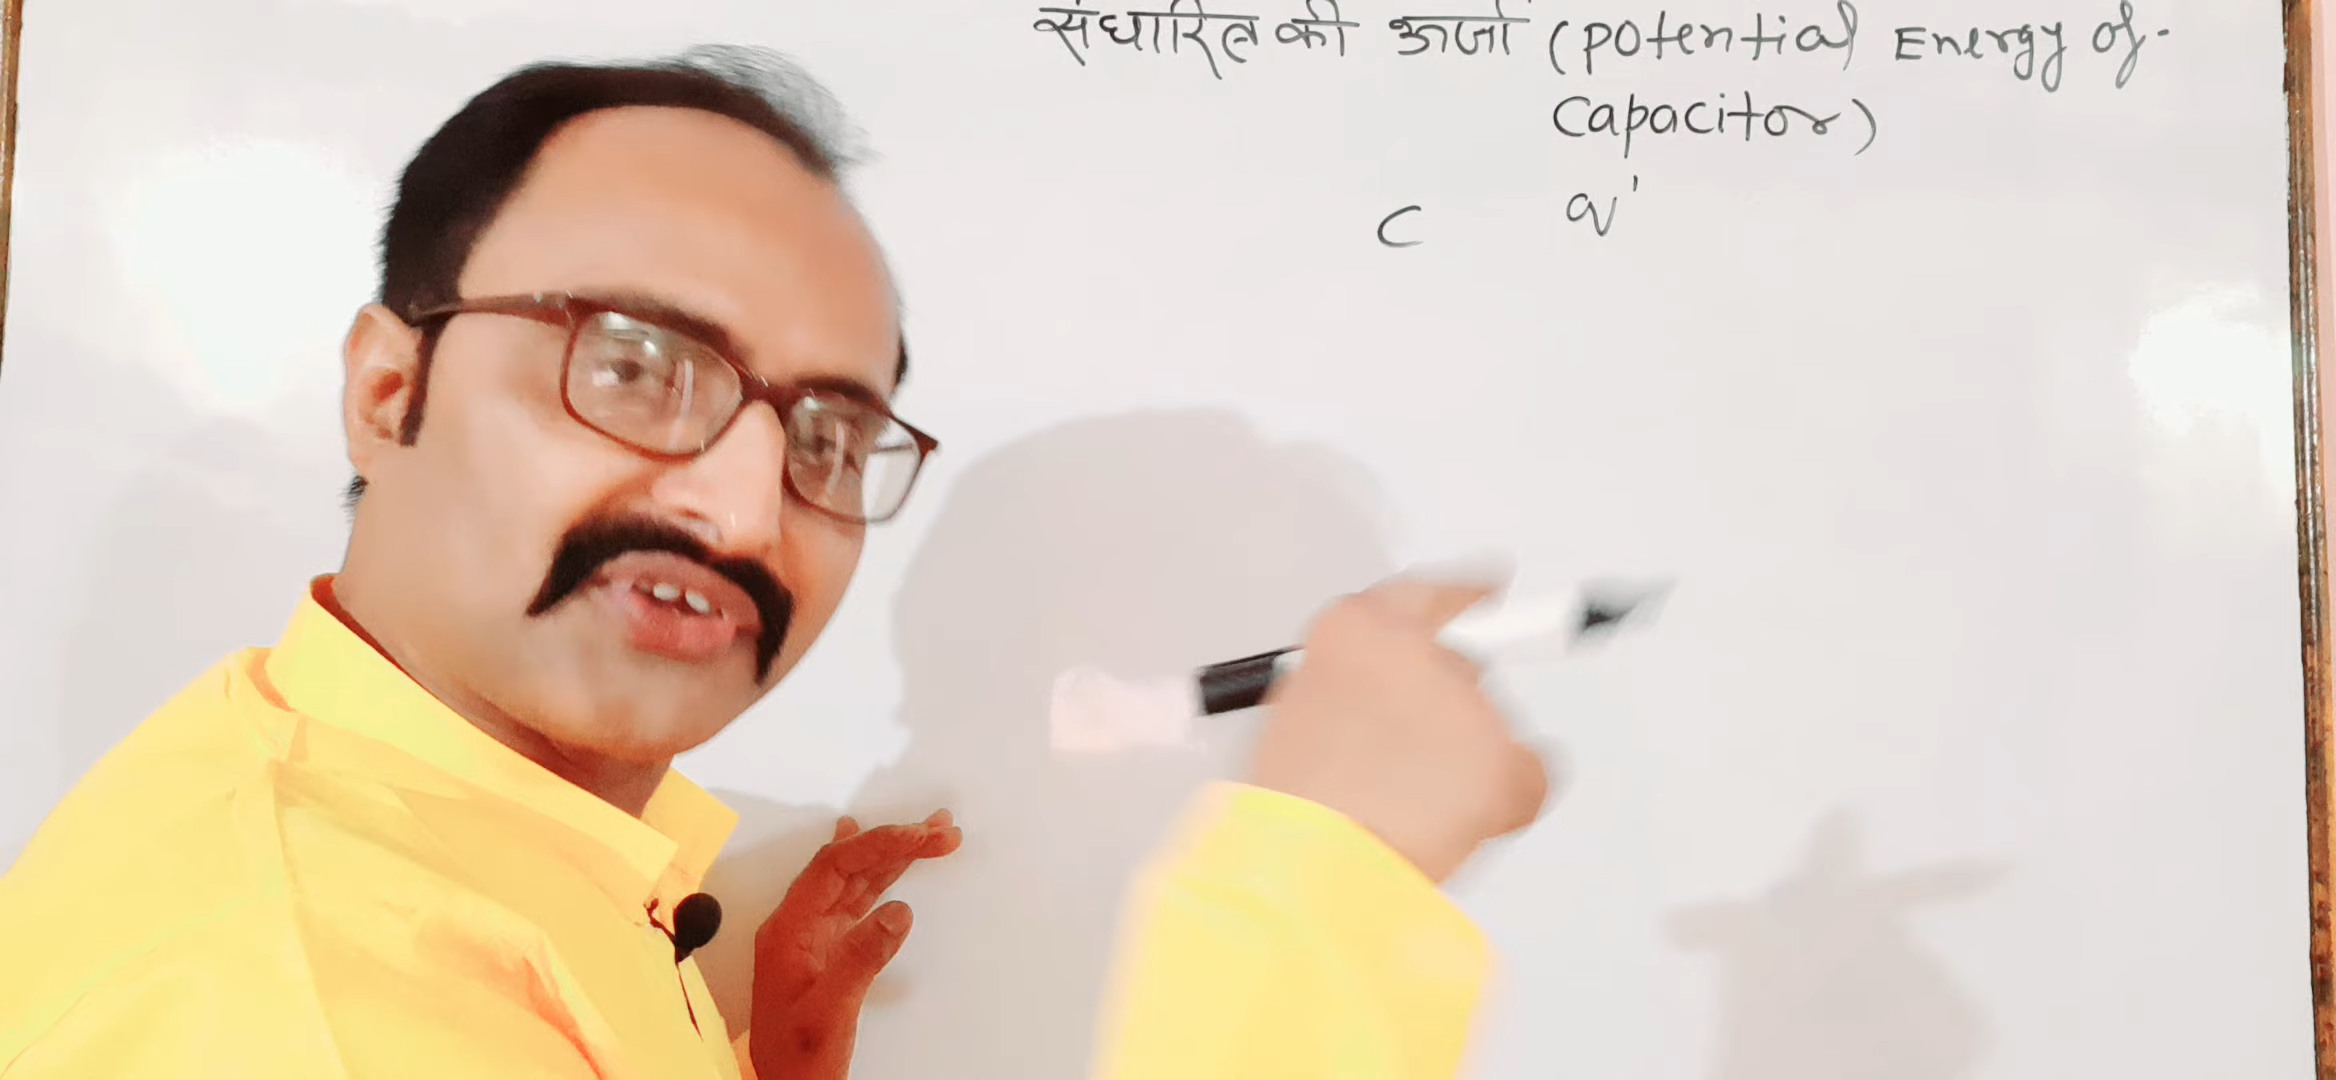 संधारित्र की ऊर्जा (Potential Energy of
Capacitor)
C q'